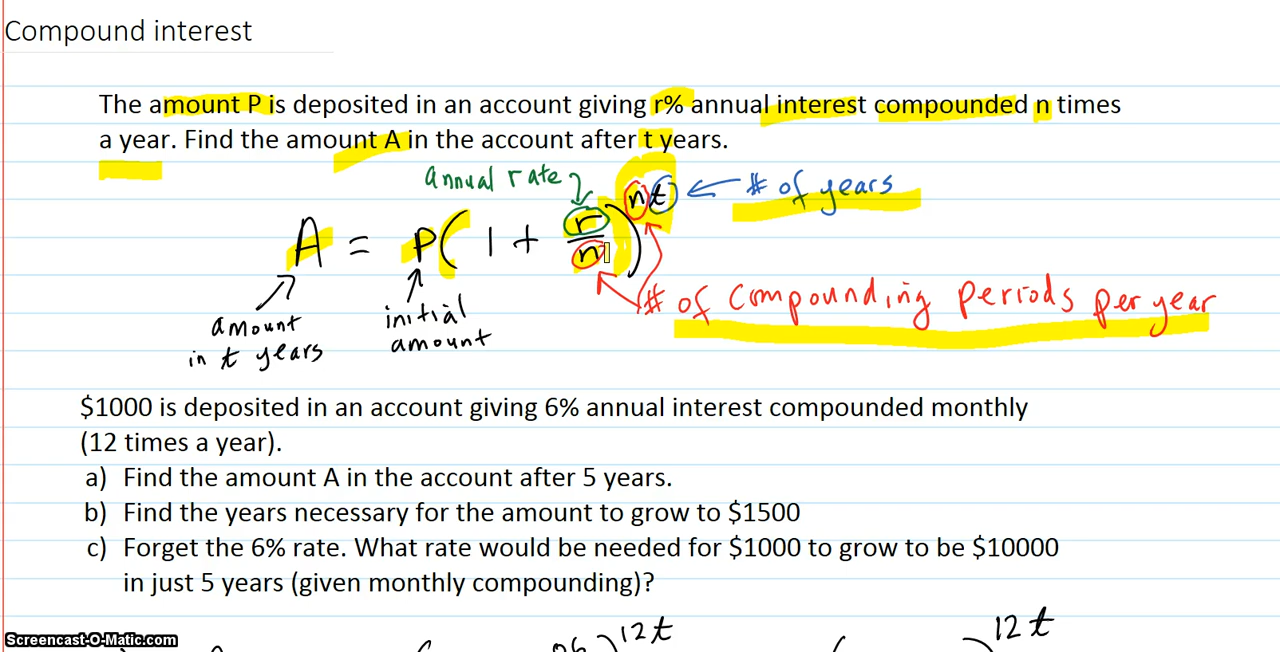 Compound interest
The amount P is deposited in an account giving r% annual interest compounded n times
a year. Find the amount A in the account after t years.
annual rate
nt
# of years
A = P(1 + r/n)
# of compounding periods per year
amount
in t years
initial
amount
$1000 is deposited in an account giving 6% annual interest compounded monthly
(12 times a year).
a) Find the amount A in the account after 5 years.
b) Find the years necessary for the amount to grow to $1500
c) Forget the 6% rate. What rate would be needed for $1000 to grow to be $10000
in just 5 years (given monthly compounding)?
12t
12t
Screencast-O-Matic.com